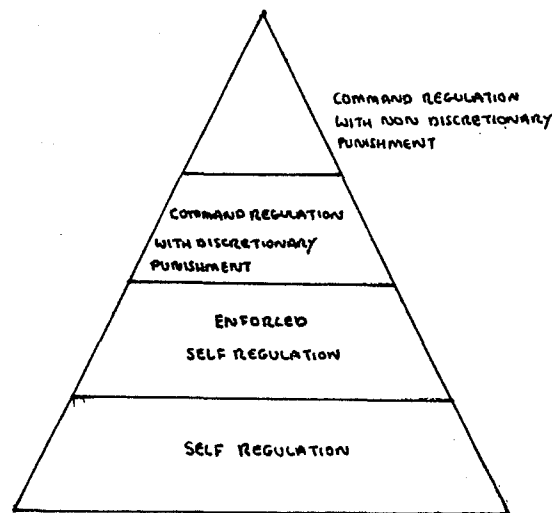 COMMAND REGULATION
WITH NON DISCRETIONARY
PUNISHMENT
COMMAND REGULATION
WITH DISCRETIONARY
PUNISHMENT
ENFORCED
SELF REGULATION
SELF REGULATION